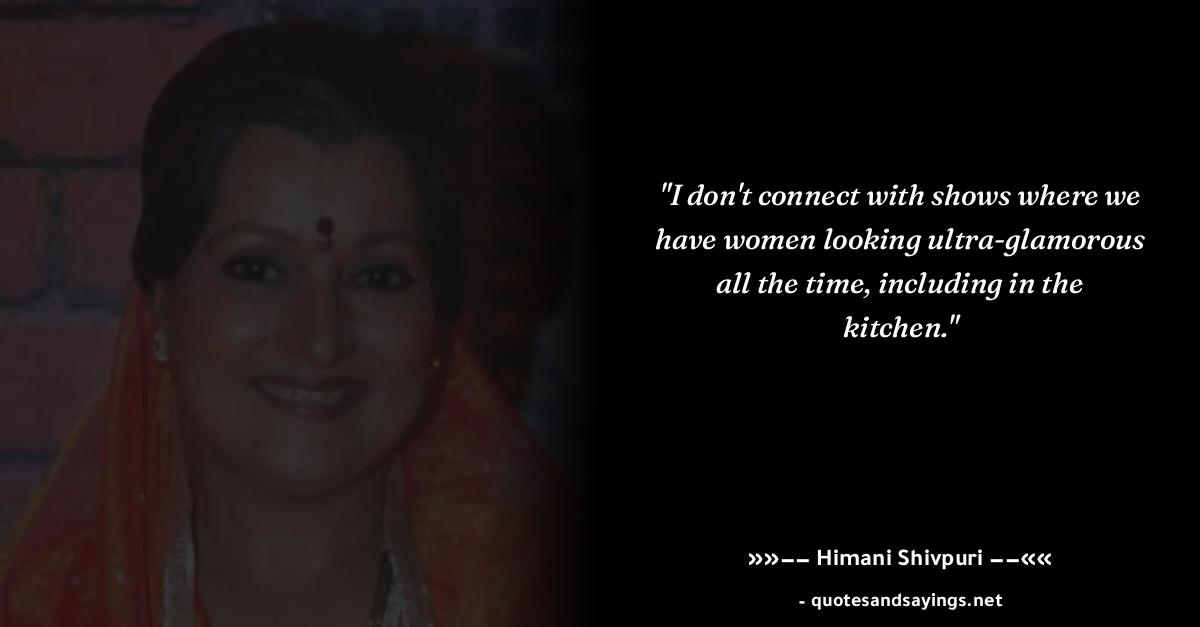 "I don't connect with shows where we
have women looking ultra-glamorous
all the time, including in the
kitchen."
»»−− Himani Shivpuri −−««
- quotesandsayings.net